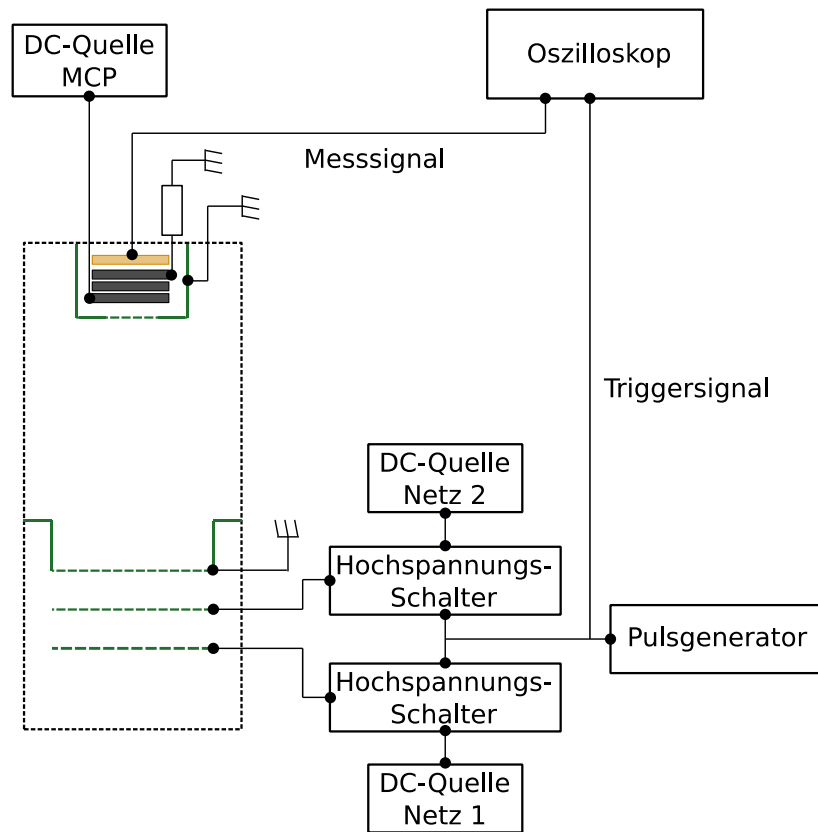 DC-Quelle
MCP
Oszilloskop
Messsignal
Triggersignal
DC-Quelle
Netz 2
Hochspannungs-
Schalter
Pulsgenerator
Hochspannungs-
Schalter
DC-Quelle
Netz 1